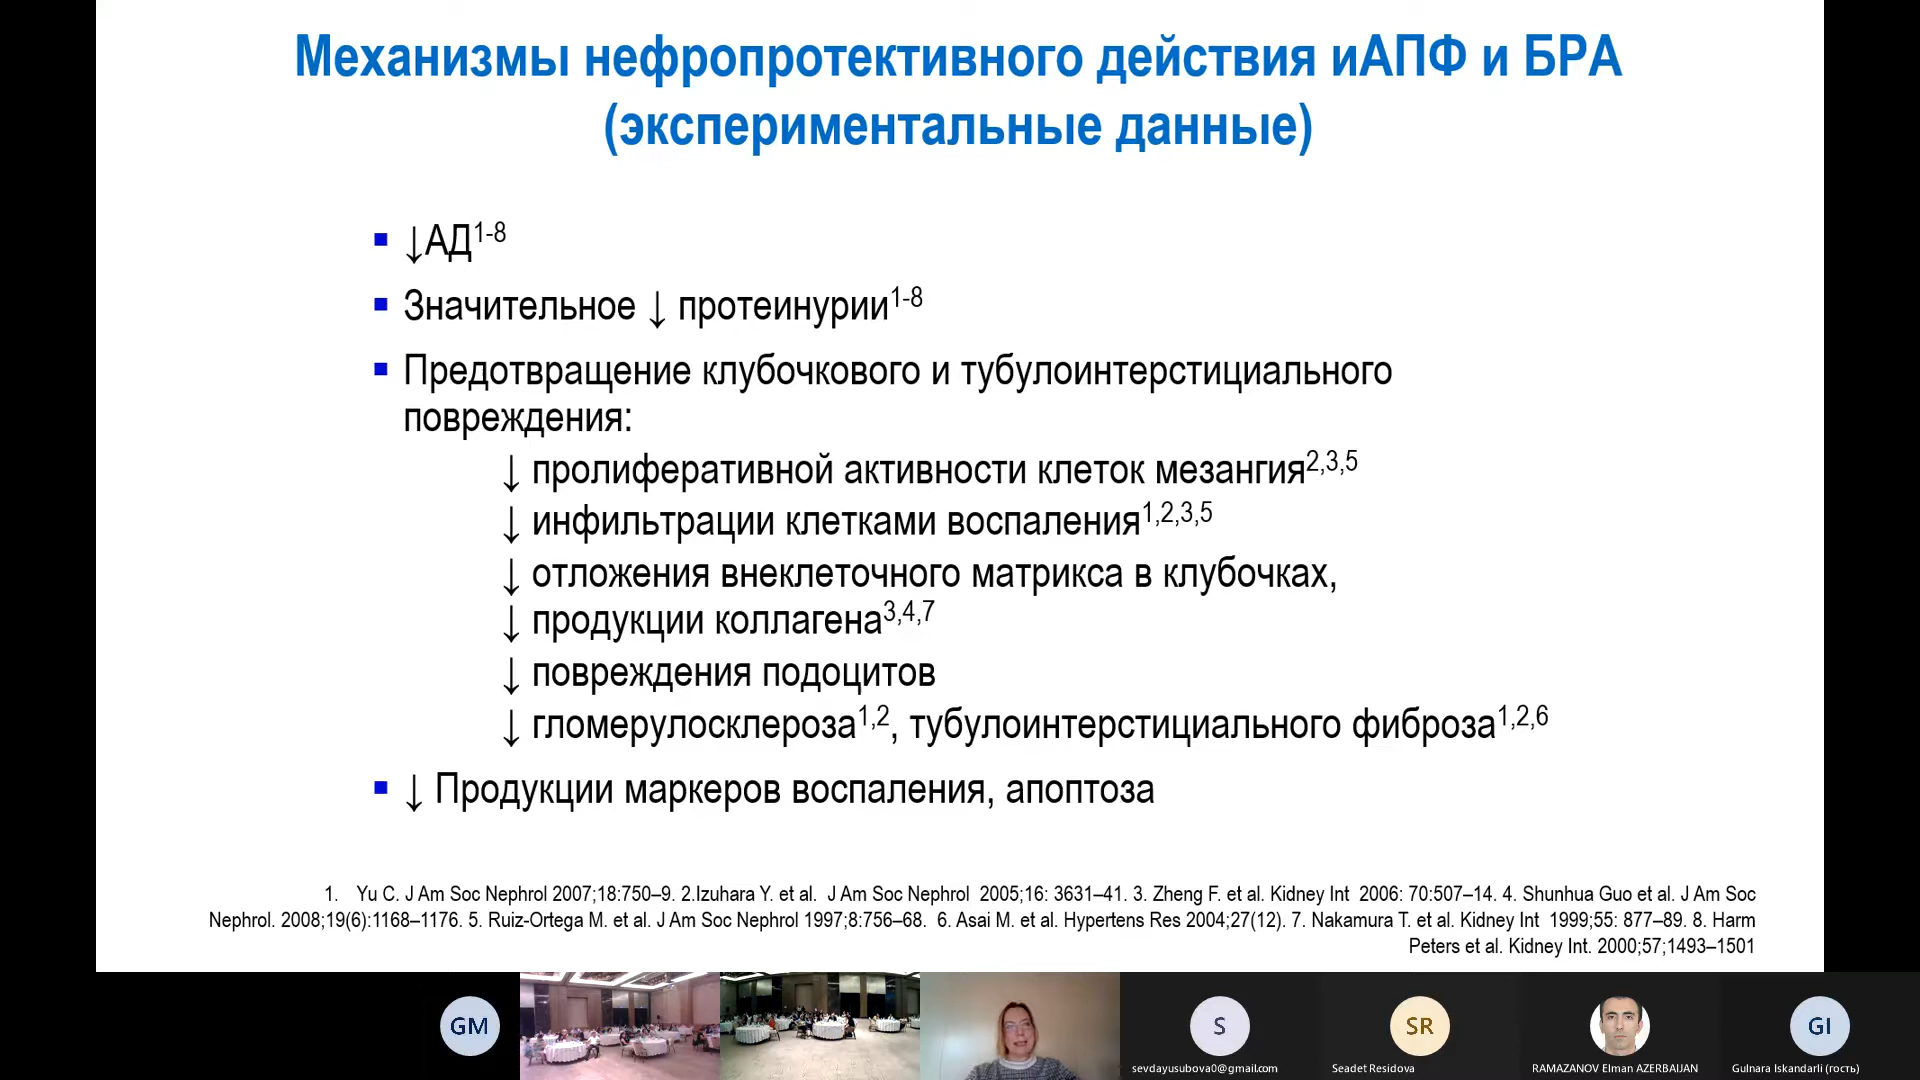 Механизмы нефропротективного действия иАПФ и БРА
(экспериментальные данные)
▪ ↓АД1-8
▪ Значительное ↓ протеинурии1-8
▪ Предотвращение клубочкового и тубулоинтерстициального
повреждения:
↓ пролиферативной активности клеток мезангия2,3,5
↓ инфильтрации клетками воспаления1,2,3,5
↓ отложения внеклеточного матрикса в клубочках,
↓ продукции коллагена3,4,7
↓ повреждения подоцитов
↓ гломерулосклероза1,2, тубулоинтерстициального фиброза1,2,6
▪ ↓ Продукции маркеров воспаления, апоптоза
1. Yu C. J Am Soc Nephrol 2007;18:750–9. 2.Izuhara Y. et al. J Am Soc Nephrol 2005;16: 3631–41. 3. Zheng F. et al. Kidney Int 2006: 70:507–14. 4. Shunhua Guo et al. J Am Soc
Nephrol. 2008;19(6):1168–1176. 5. Ruiz-Ortega M. et al. J Am Soc Nephrol 1997;8:756–68. 6. Asai M. et al. Hypertens Res 2004;27(12). 7. Nakamura T. et al. Kidney Int 1999;55: 877–89. 8. Harm
Peters et al. Kidney Int. 2000;57;1493–1501
GM
S
SR
GI
sevdayusubova0@gmail.com
Seadet Residova
RAMAZANOV Elman AZERBAIJAN
Gulnara Iskandarli (гость)